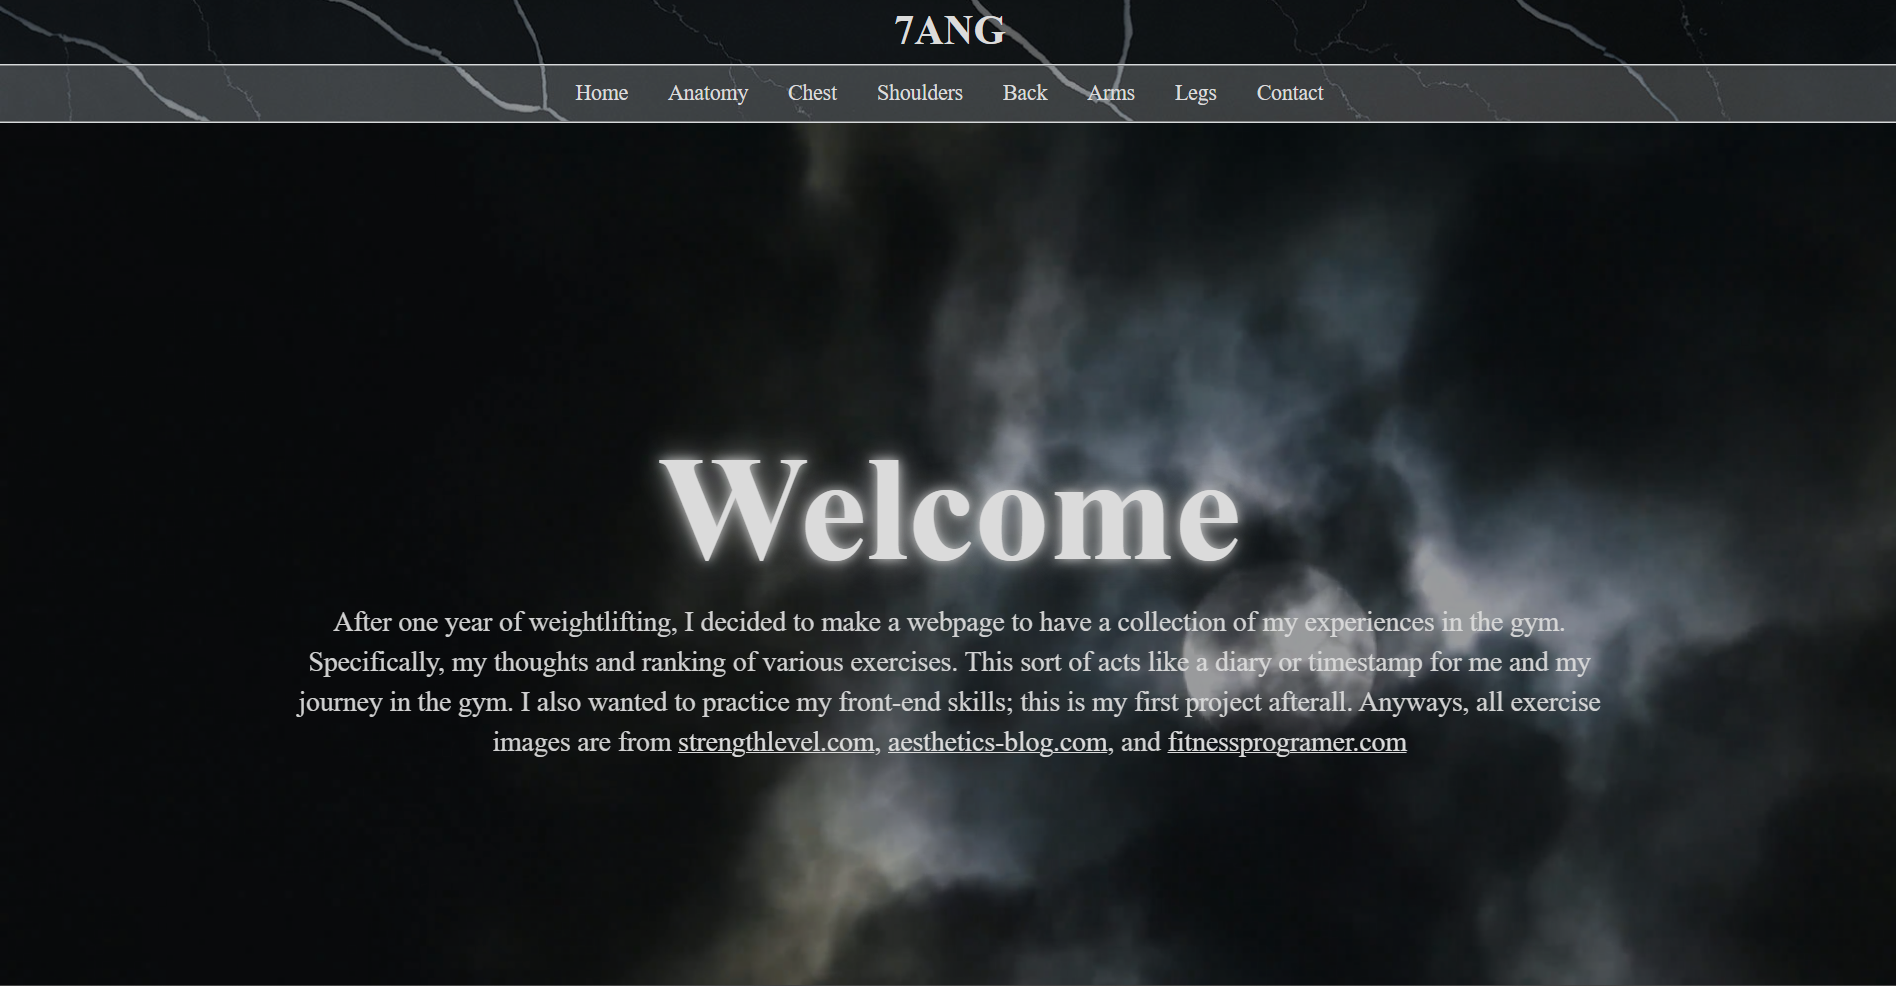 7ANG
Home Anatomy Chest Shoulders Back Arms Legs Contact
Welcome
After one year of weightlifting, I decided to make a webpage to have a collection of my experiences in the gym.
Specifically, my thoughts and ranking of various exercises. This sort of acts like a diary or timestamp for me and my
journey in the gym. I also wanted to practice my front-end skills; this is my first project afterall. Anyways, all exercise
images are from strengthlevel.com, aesthetics-blog.com, and fitnessprogramer.com